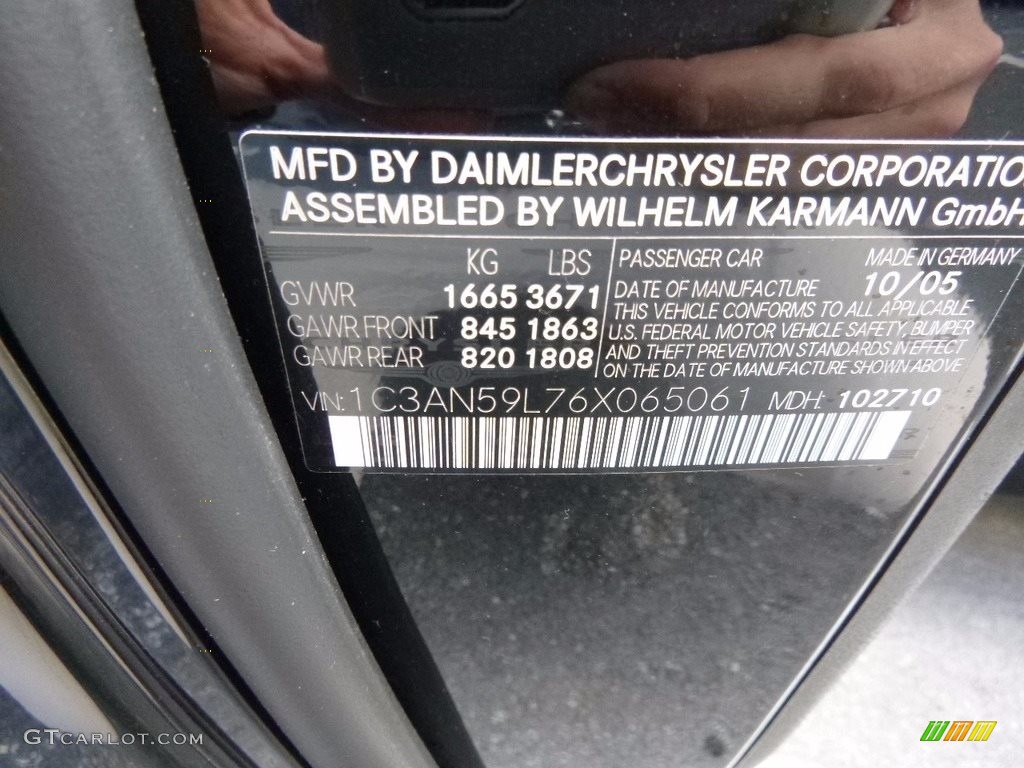 MFD BY DAIMLERCHRYSLER CORPORATIO
ASSEMBLED BY WILHELM KARMANN GmbH
KG LBS
GVWR 1665 3671
GAWR FRONT 845 1863
GAWR REAR 820 1808
PASSENGER CAR MADE IN GERMANY
DATE OF MANUFACTURE 10/05
THIS VEHICLE CONFORMS TO ALL APPLICABLE
U.S. FEDERAL MOTOR VEHICLE SAFETY, BUMPER
AND THEFT PREVENTION STANDARDS IN EFFECT
ON THE DATE OF MANUFACTURE SHOWN ABOVE
VIN: 1C3AN59L76X065061 MDH: 102710
GTCARLOT.COM